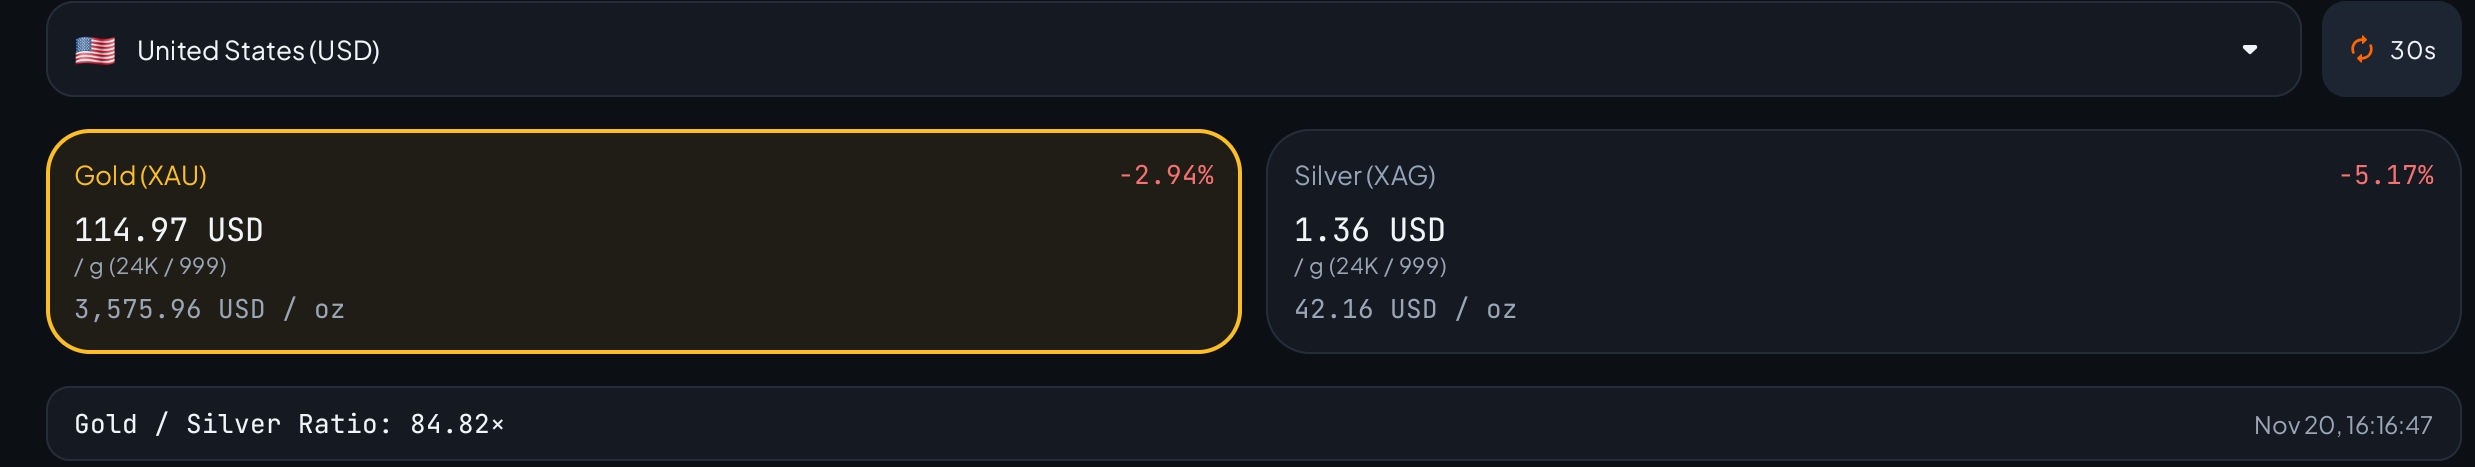 United States (USD)
30s
Gold (XAU)
-2.94%
114.97 USD
/ g (24K / 999)
3,575.96 USD / oz
Silver (XAG)
-5.17%
1.36 USD
/ g (24K / 999)
42.16 USD / oz
Gold / Silver Ratio: 84.82×
Nov 20, 16:16:47